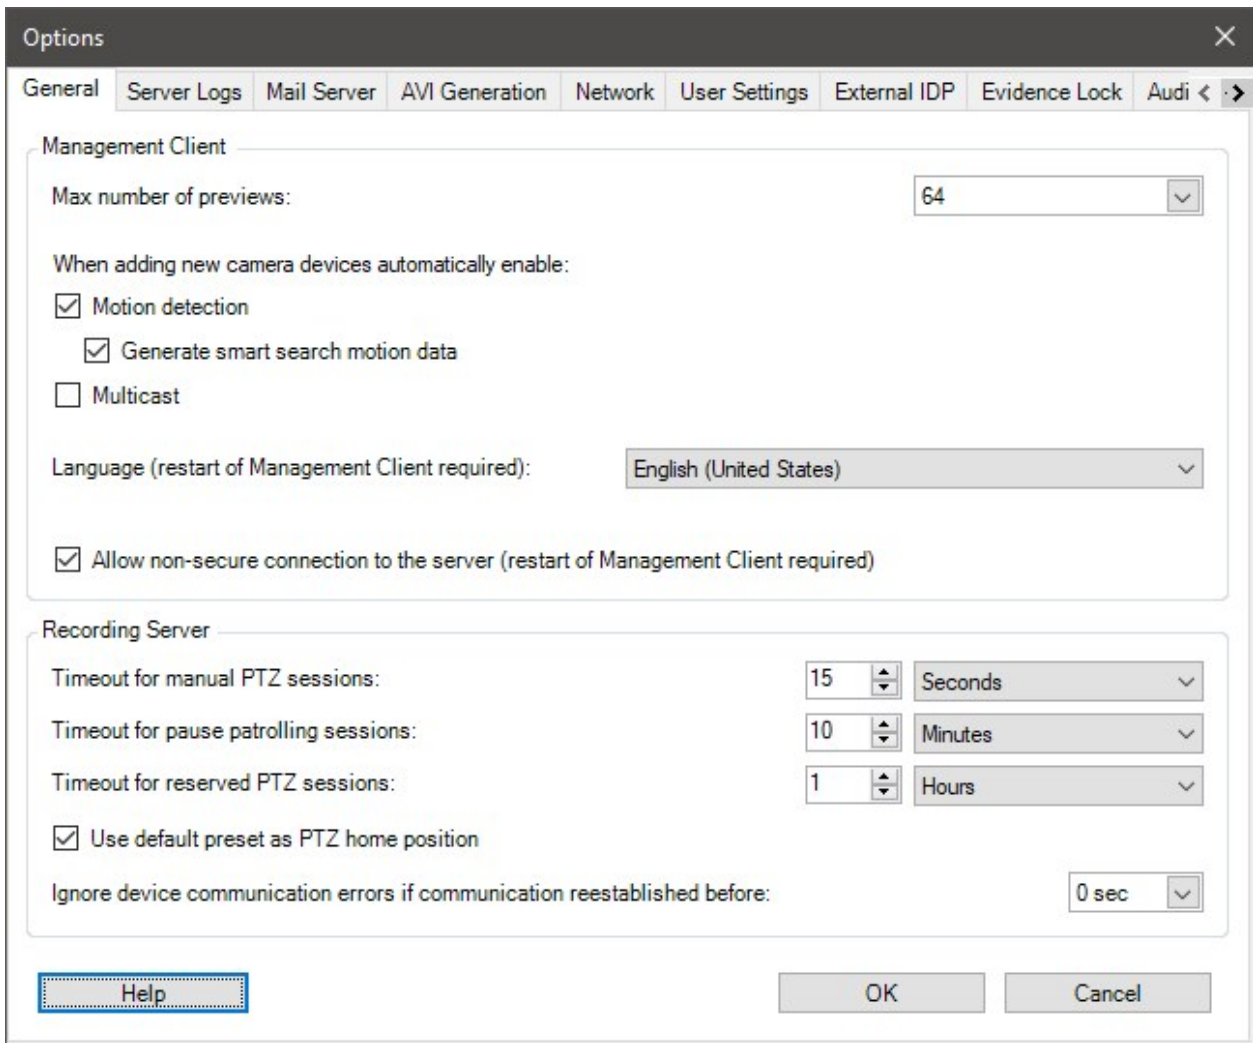 Options
General Server Logs Mail Server AVI Generation Network User Settings External IDP Evidence Lock Audi
Management Client
Max number of previews: 64
When adding new camera devices automatically enable:
Motion detection
Generate smart search motion data
Multicast
Language (restart of Management Client required): English (United States)
Allow non-secure connection to the server (restart of Management Client required)
Recording Server
Timeout for manual PTZ sessions: 15 Seconds
Timeout for pause patrolling sessions: 10 Minutes
Timeout for reserved PTZ sessions: 1 Hours
Use default preset as PTZ home position
Ignore device communication errors if communication reestablished before: 0 sec
Help OK Cancel